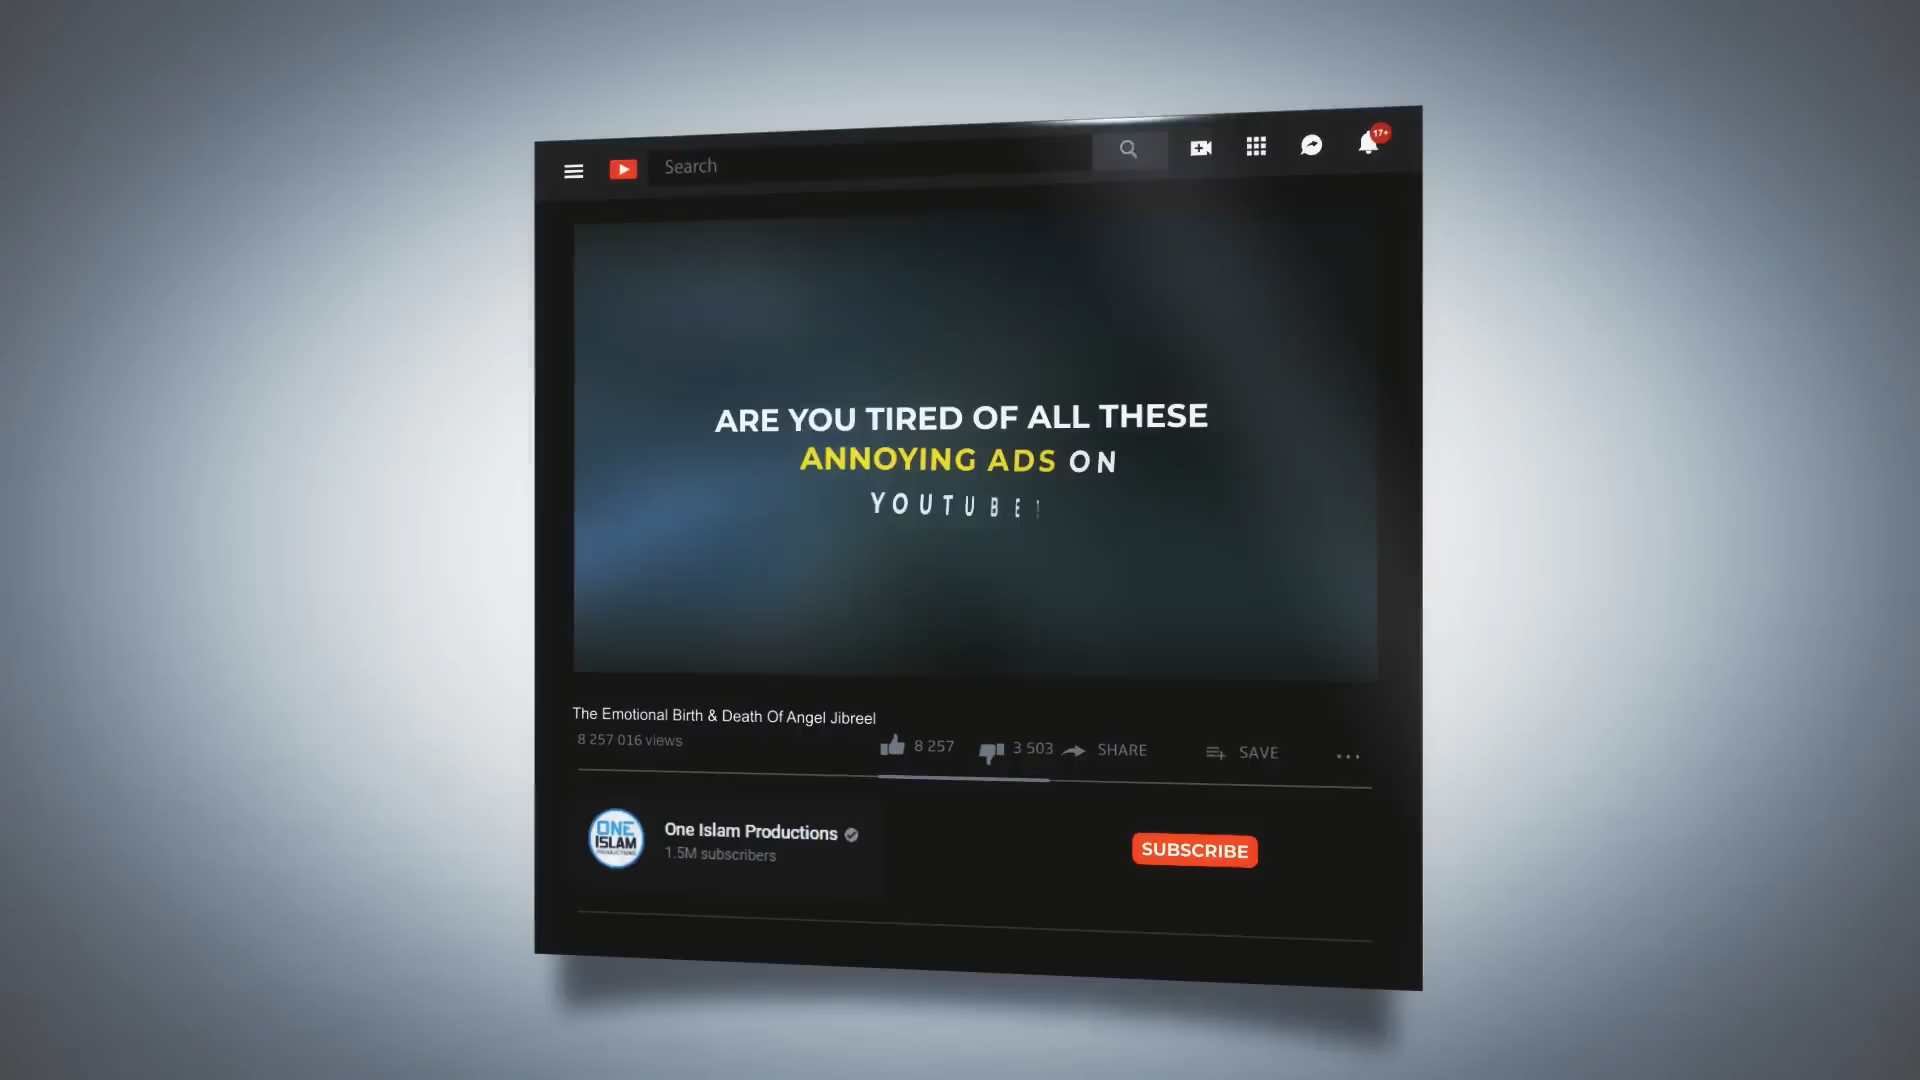 Search
17+
ARE YOU TIRED OF ALL THESE
ANNOYING ADS ON
YOUTUBE!
The Emotional Birth & Death Of Angel Jibreel
8 257 016 views
8 257
3 503
SHARE
SAVE
ONE
ISLAM
PRODUCTIONS
One Islam Productions
1.5M subscribers
SUBSCRIBE